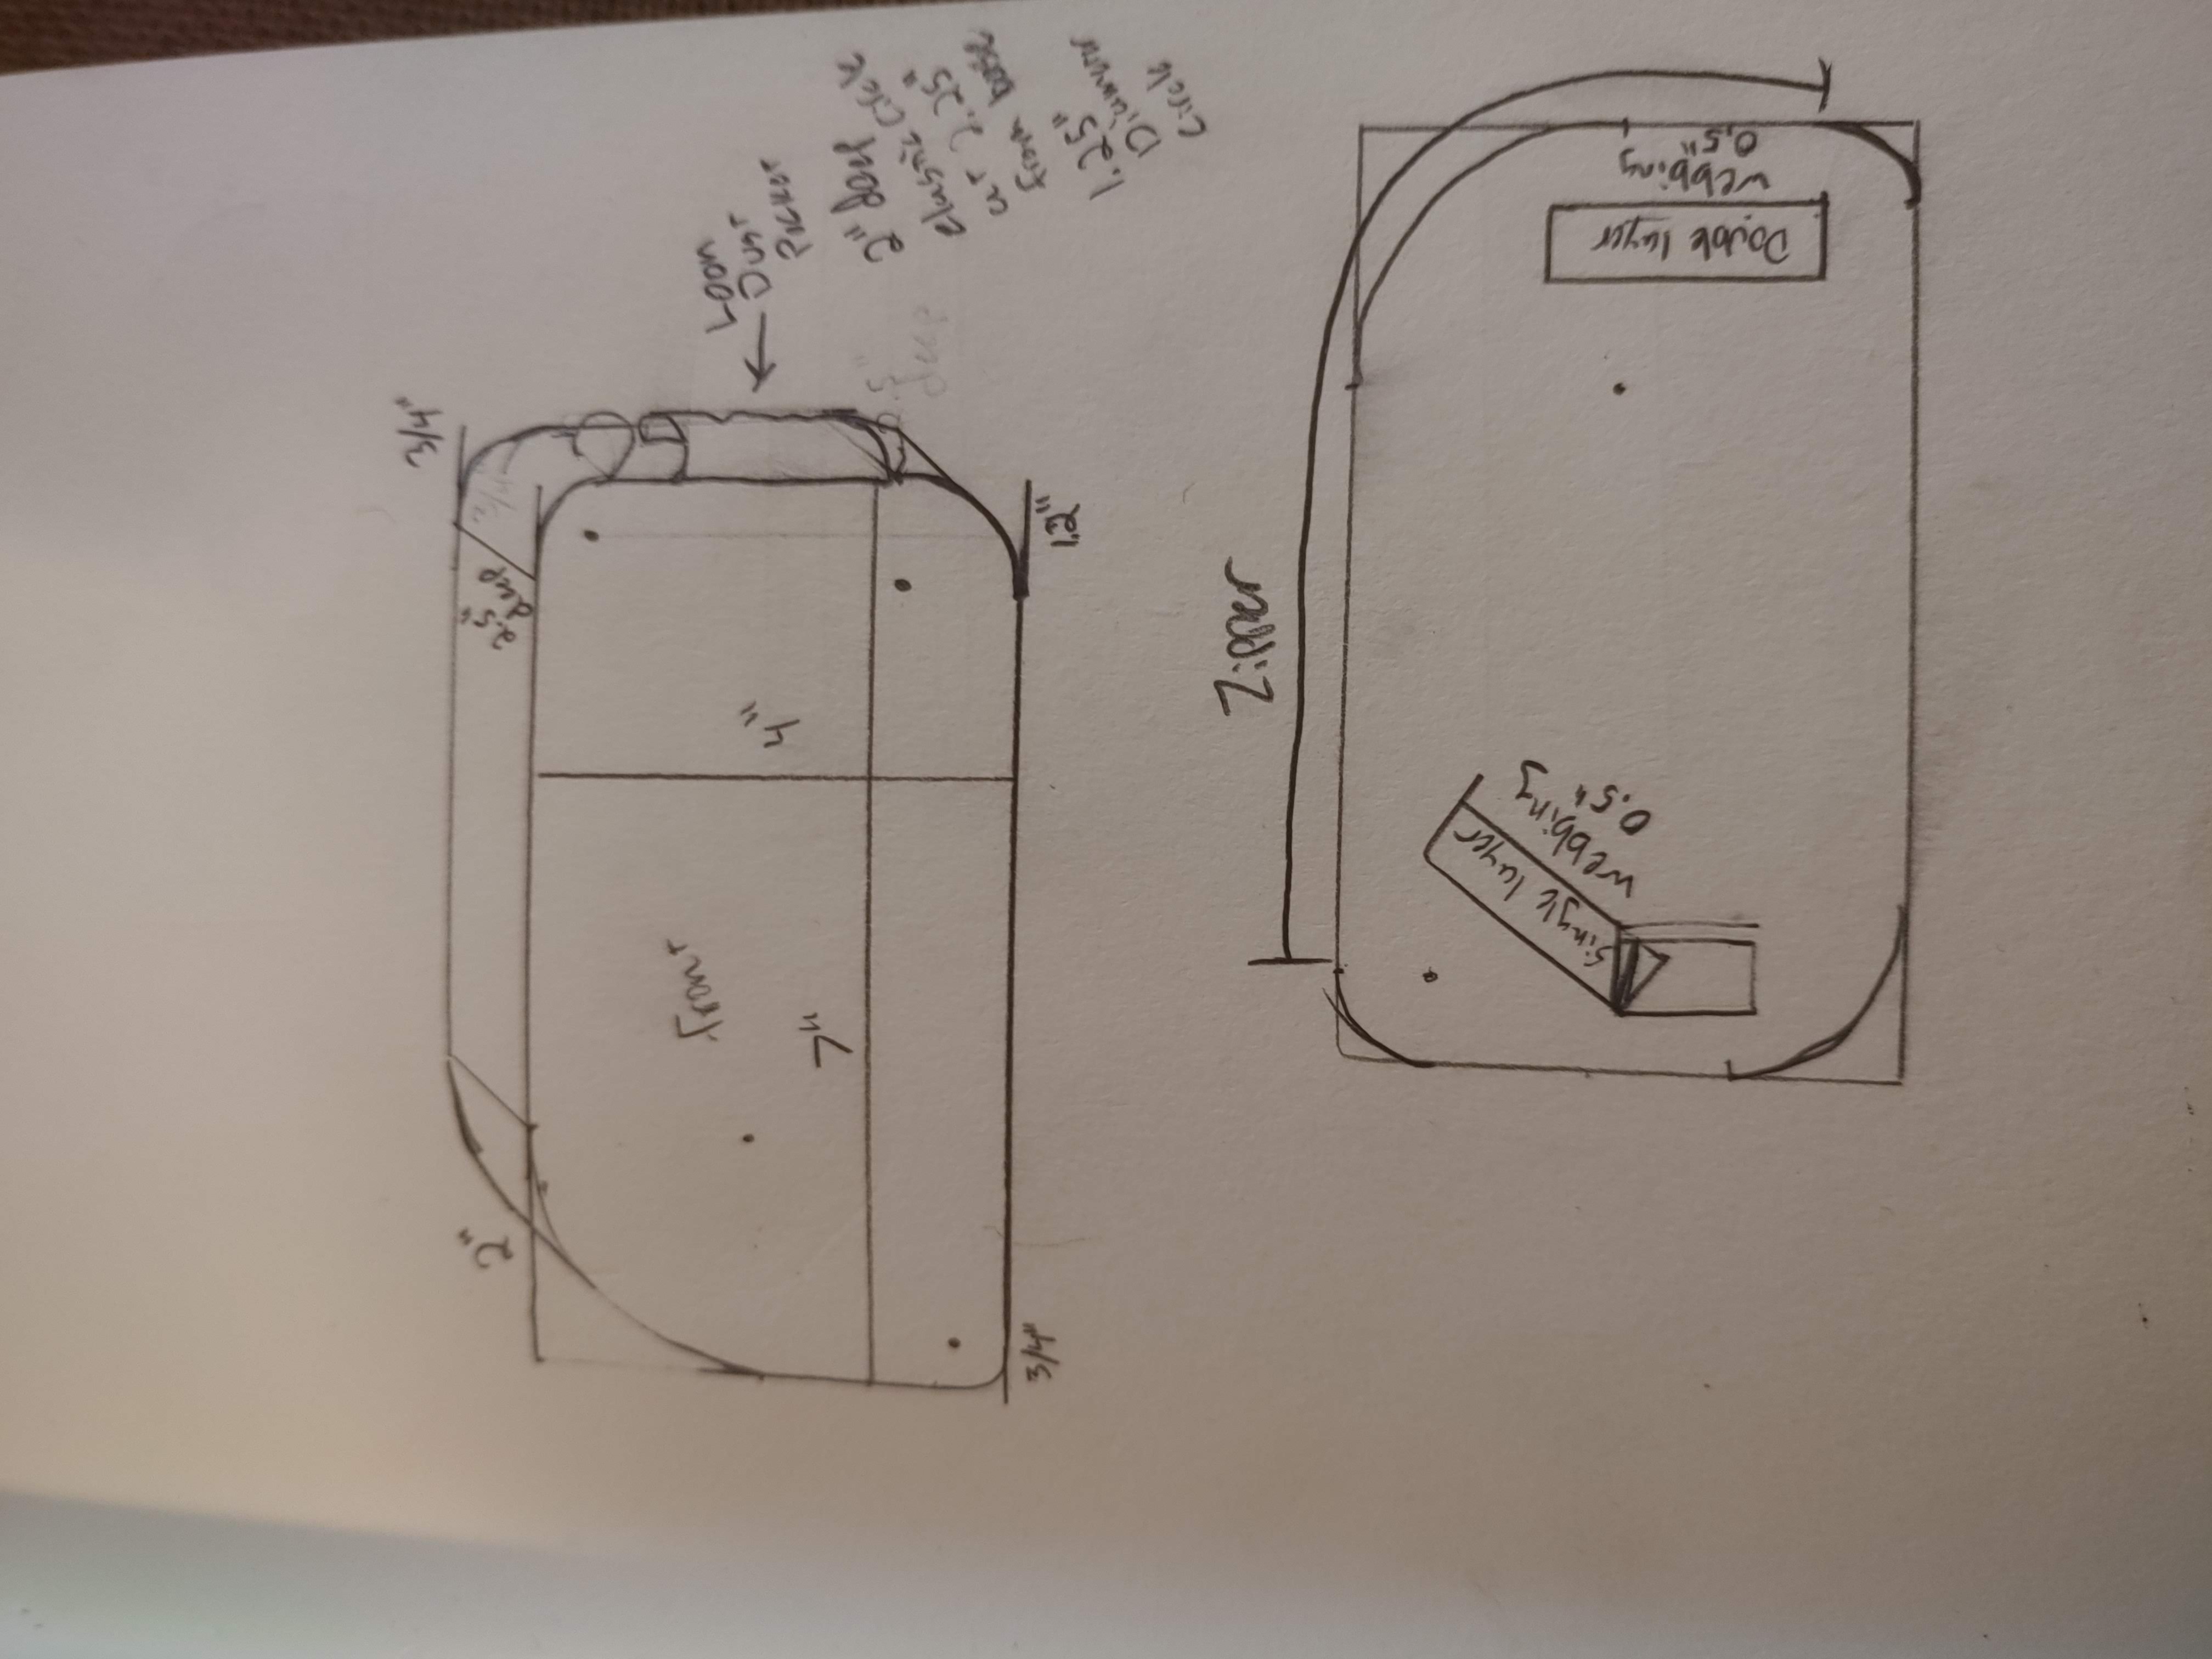 3/4"
2"
2.5"
deep
3/4"
front
4"
7"
Loon
Dust
Pocket
2" deep
elastic circle
at 2.25"
from base
1.25"
Diameter
circle
2.5"
deep
3/4"
1.2"
Zipper
Single layer
webbing
0.5"
Double layer
webbing
0.5"